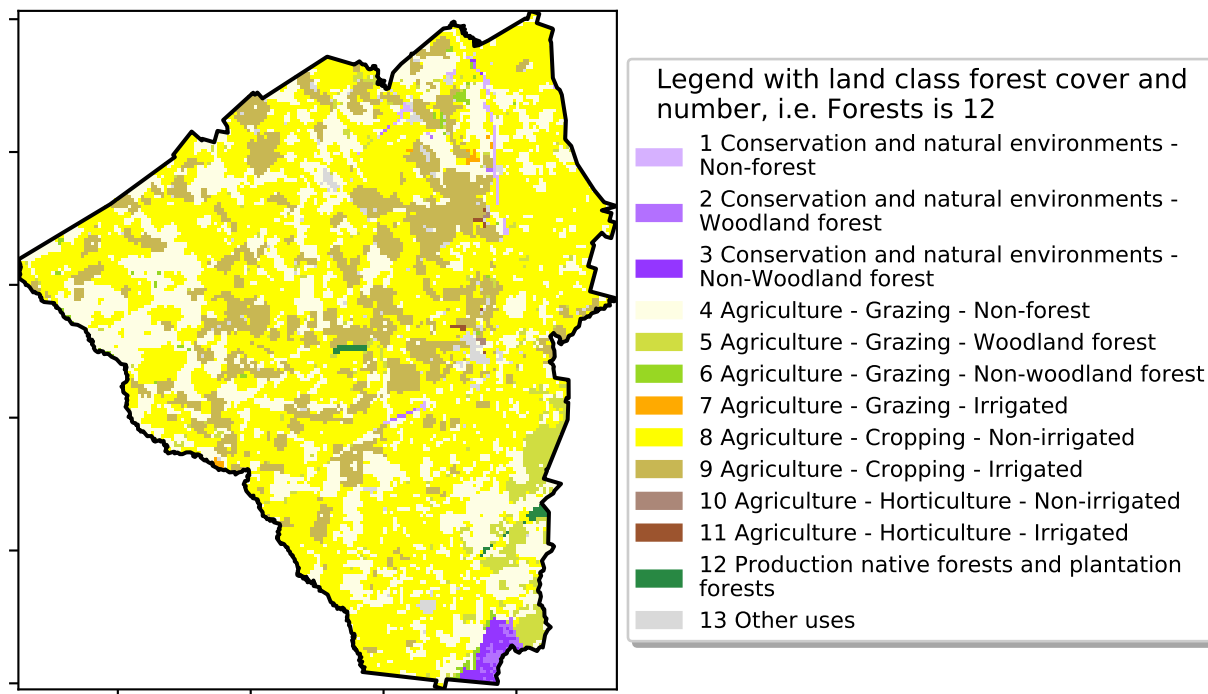 Legend with land class forest cover and
number, i.e. Forests is 12
1 Conservation and natural environments -
Non-forest
2 Conservation and natural environments -
Woodland forest
3 Conservation and natural environments -
Non-Woodland forest
4 Agriculture - Grazing - Non-forest
5 Agriculture - Grazing - Woodland forest
6 Agriculture - Grazing - Non-woodland forest
7 Agriculture - Grazing - Irrigated
8 Agriculture - Cropping - Non-irrigated
9 Agriculture - Cropping - Irrigated
10 Agriculture - Horticulture - Non-irrigated
11 Agriculture - Horticulture - Irrigated
12 Production native forests and plantation
forests
13 Other uses